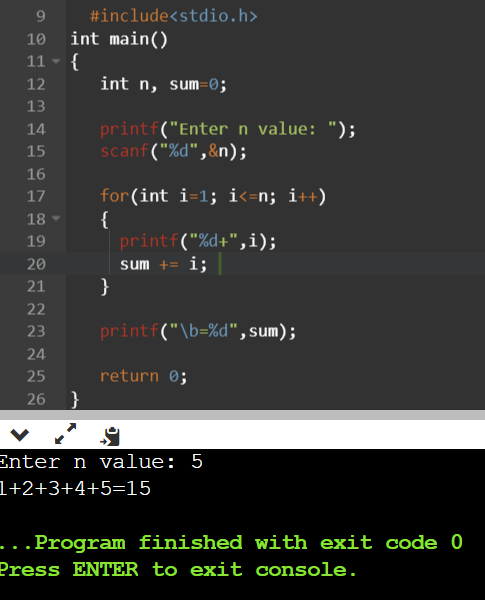 9 #include<stdio.h>
10 int main()
11 {
12 int n, sum=0;
13
14 printf("Enter n value: ");
15 scanf("%d",&n);
16
17 for(int i=1; i<=n; i++)
18 {
19 printf("%d+",i);
20 sum += i;
21 }
22
23 printf("\b=%d",sum);
24
25 return 0;
26 }
Enter n value: 5
1+2+3+4+5=15
...Program finished with exit code 0
Press ENTER to exit console.